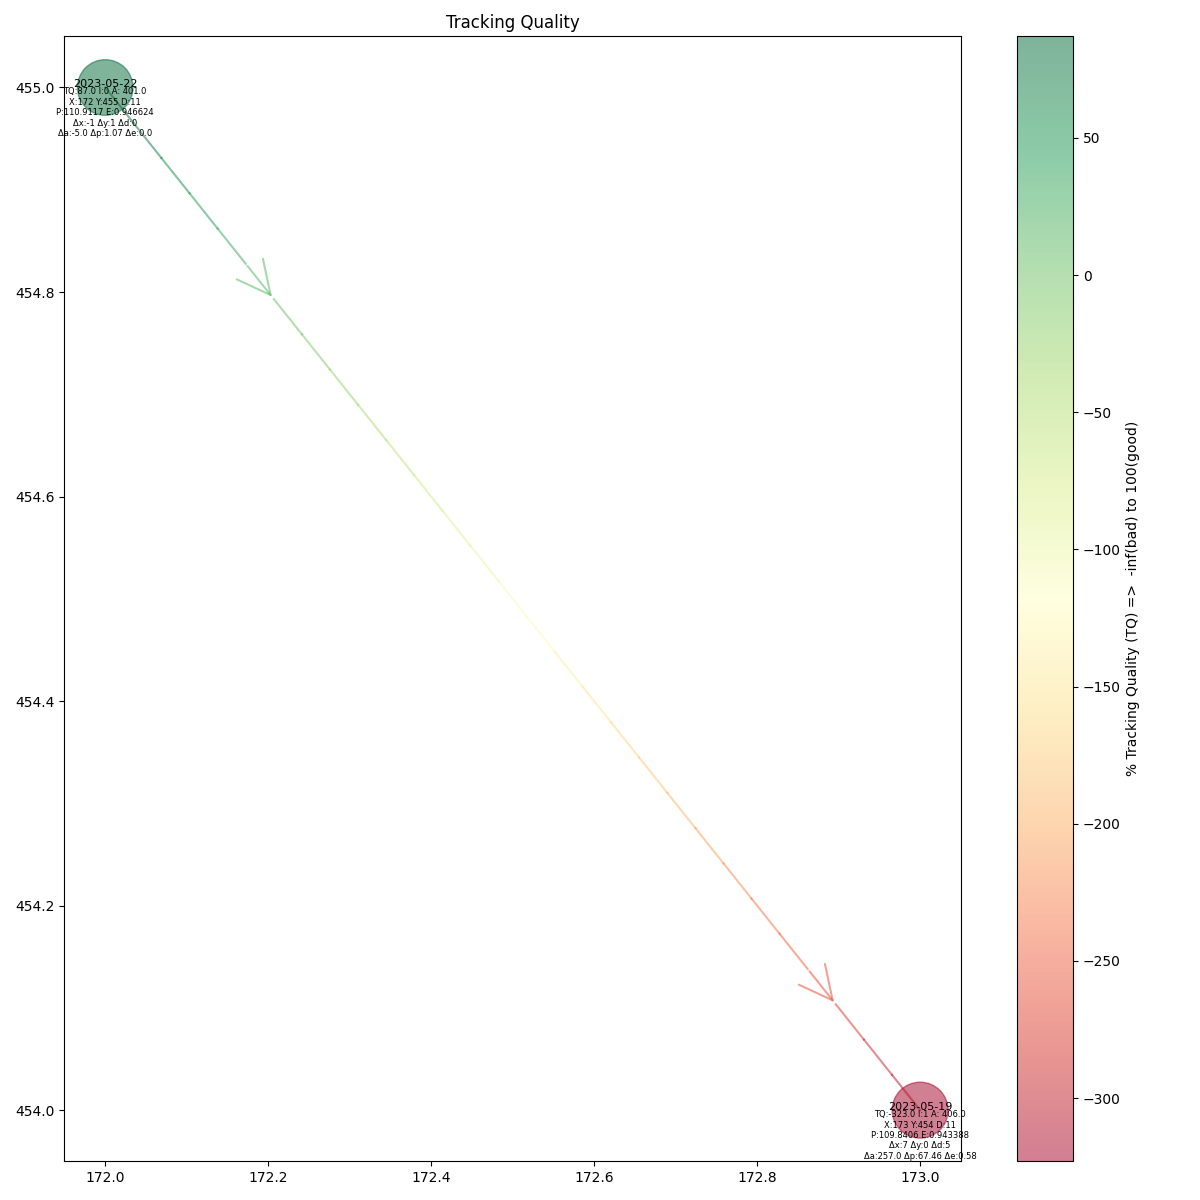 Tracking Quality
455.0
454.8
454.6
454.4
454.2
454.0
2023-05-22
TQ:87.0 I:0 A: 401.0
X:172 Y:455 D:11
P:110.9117 E:0.946624
Δx:-1 Δy:1 Δd:0
Δa:-5.0 Δp:1.07 Δe:0.0
2023-05-19
TQ:-323.0 I:1 A: 406.0
X:173 Y:454 D:11
P:109.8406 E:0.943388
Δx:7 Δy:0 Δd:5
Δa:257.0 Δp:67.46 Δe:0.58
172.0 172.2 172.4 172.6 172.8 173.0
50
0
−50
−100
−150
−200
−250
−300
% Tracking Quality (TQ) => -inf(bad) to 100(good)